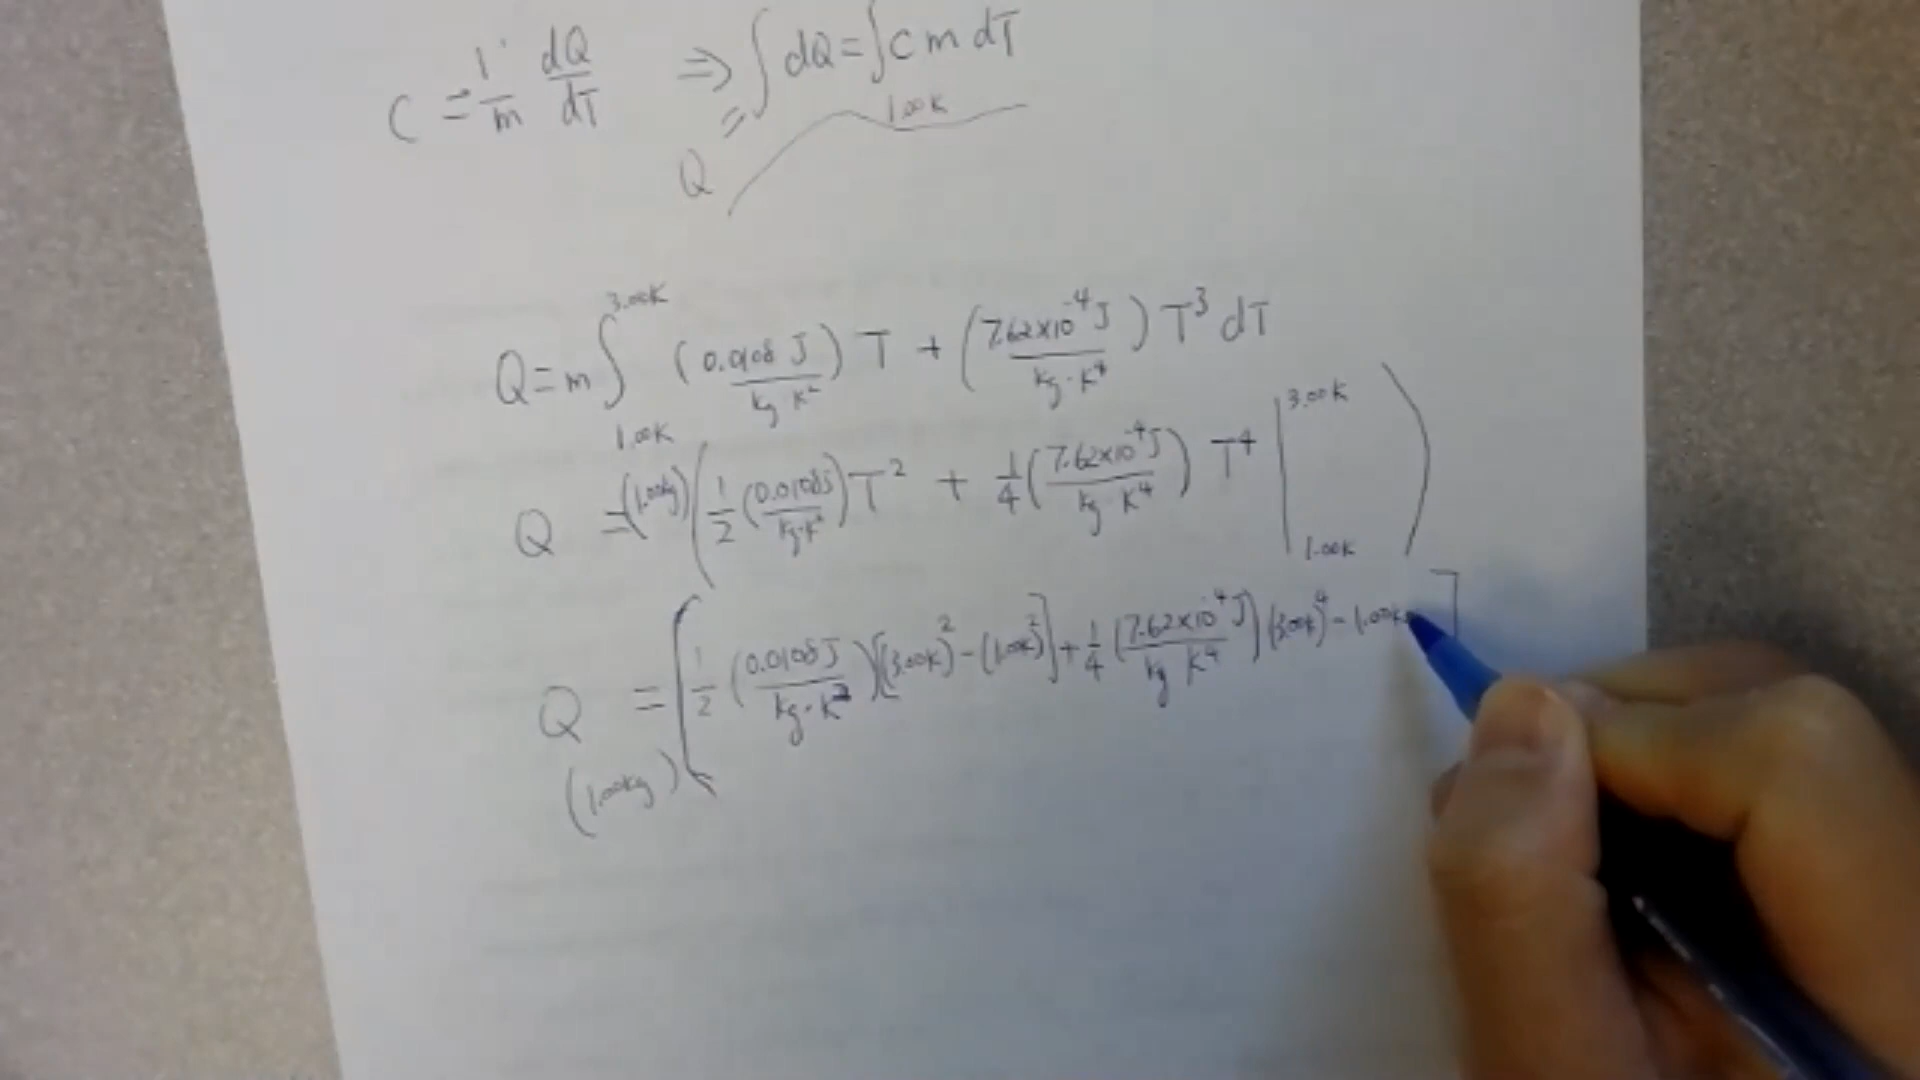 C = 1/m dQ/dT ⇒ ∫ dQ = ∫ C m dT
=
Q
1.00K
3.00K
Q = m ∫ (0.0108 J / kg K²) T + (7.62×10⁻⁴ J / kg · K⁴) T³ dT
1.00K
Q = (1.00kg) ( 1/2 (0.0108J / kg·K²) T² + 1/4 (7.62×10⁻⁴ J / kg · K⁴) T⁴ | 3.00K 1.00K )
Q = [ 1/2 (0.0108J / kg · K²) [(3.00K)² - (1.00K)²] + 1/4 (7.62×10⁻⁴ J / kg K⁴) (3.00K)⁴ - 1.00K ]
(1.00kg)